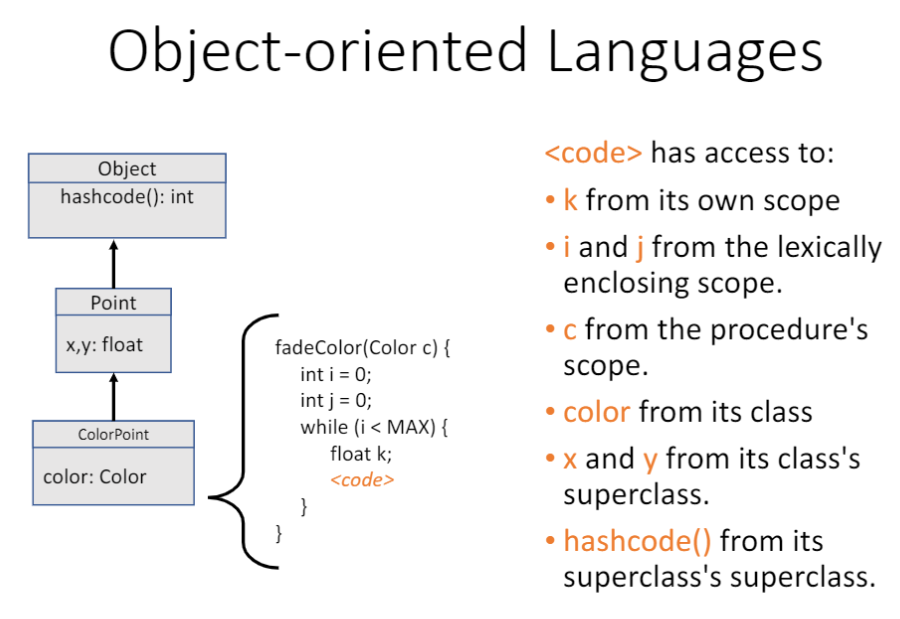 Object-oriented Languages
Object
hashcode(): int
Point
x,y: float
ColorPoint
color: Color
fadeColor(Color c) {
int i = 0;
int j = 0;
while (i < MAX) {
float k;
<code>
}
}
<code> has access to:
• k from its own scope
• i and j from the lexically
enclosing scope.
• c from the procedure's
scope.
• color from its class
• x and y from its class's
superclass.
• hashcode() from its
superclass's superclass.